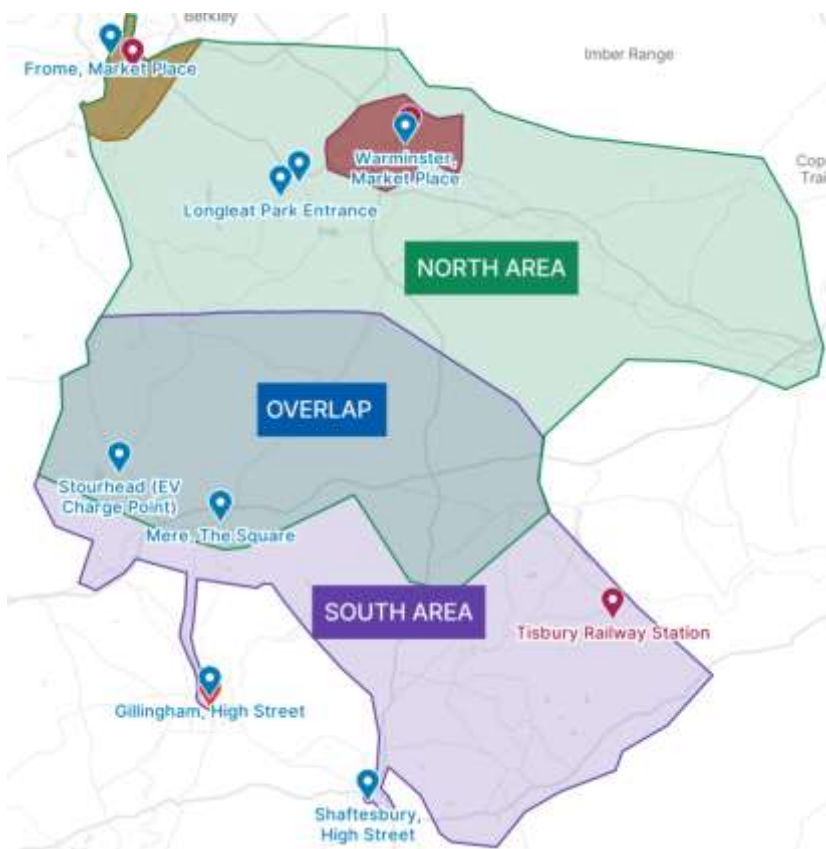 Berkley
Imber Range
Frome, Market Place
Warminster,
Market Place
Longleat Park Entrance
NORTH AREA
OVERLAP
Stourhead (EV
Charge Point)
Mere, The Square
SOUTH AREA
Tisbury Railway Station
Gillingham, High Street
Shaftesbury,
High Street